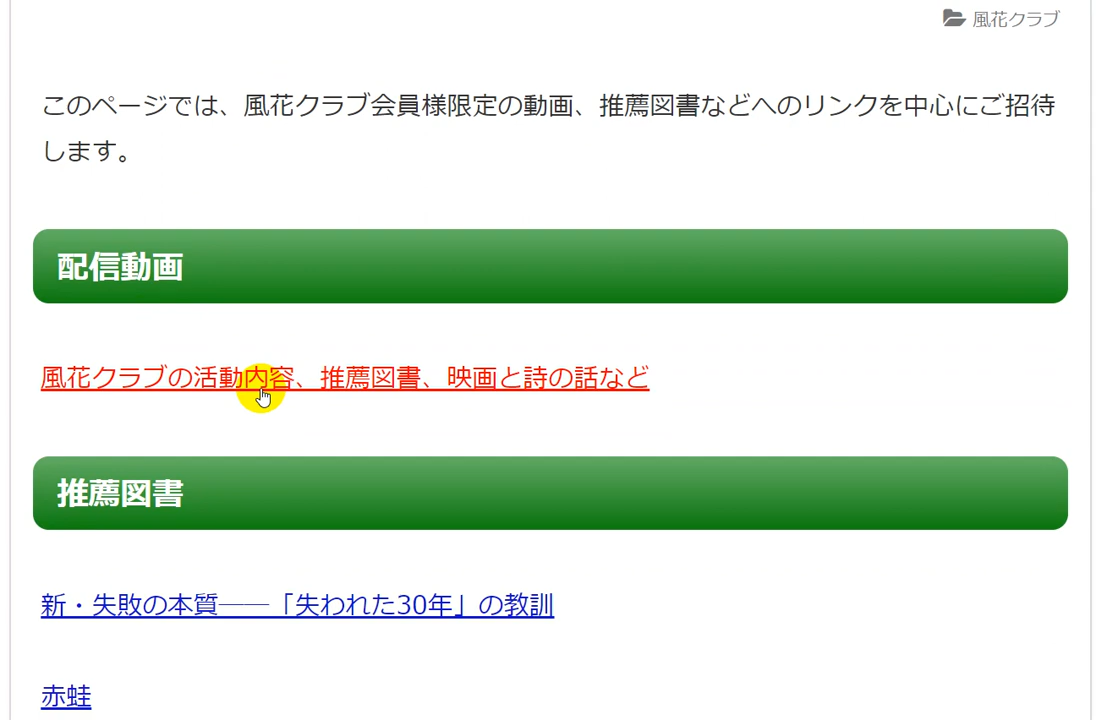 風花クラブ
このページでは、風花クラブ会員様限定の動画、推薦図書などへのリンクを中心にご招待
します。
配信動画
風花クラブの活動内容、推薦図書、映画と詩の話など
推薦図書
新・失敗の本質――「失われた30年」の教訓
赤蛙